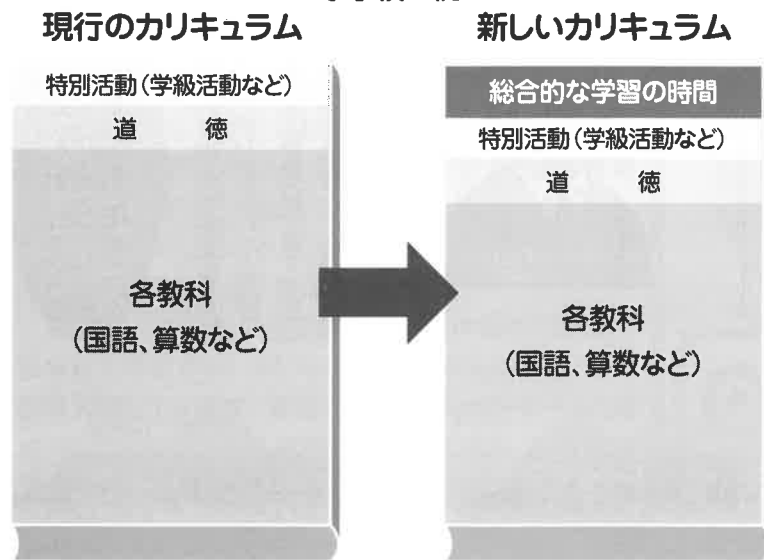 現行のカリキュラム
特別活動(学級活動など)
道　　徳
各教科
(国語、算数など)
新しいカリキュラム
総合的な学習の時間
特別活動(学級活動など)
道　　徳
各教科
(国語、算数など)